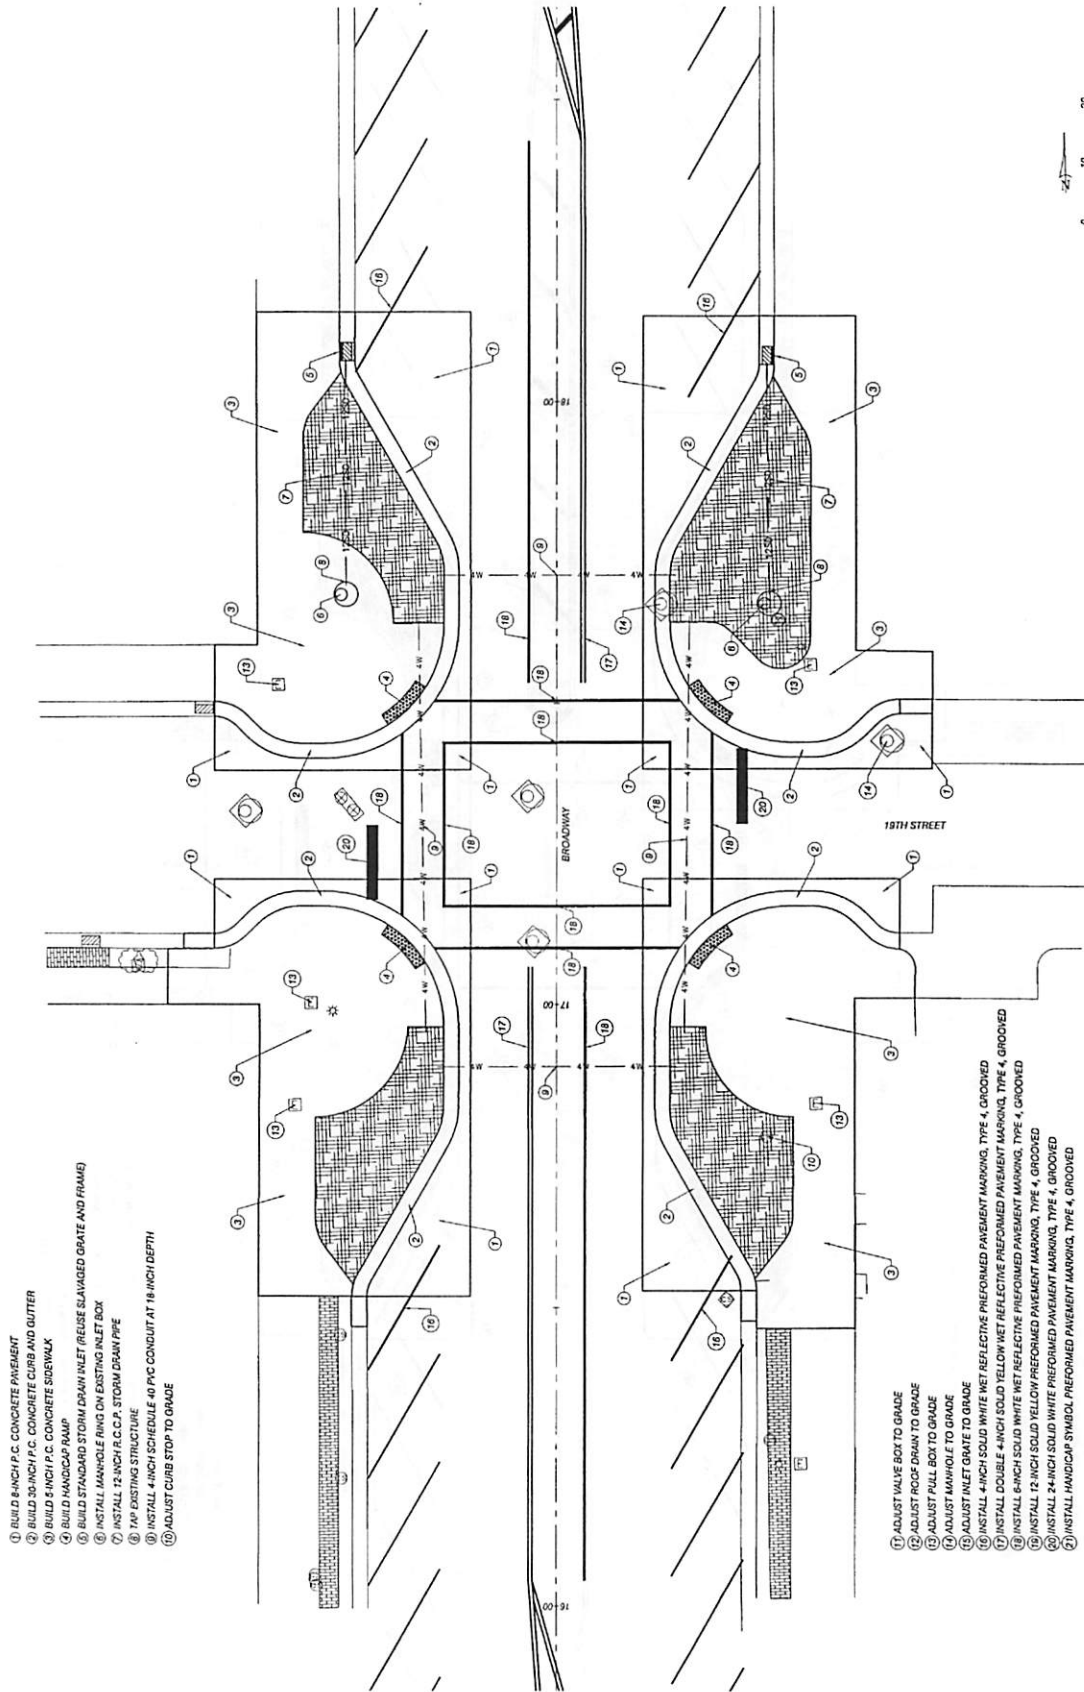 ① BUILD 8-INCH P.C. CONCRETE PAVEMENT
② BUILD 30-INCH P.C. CONCRETE CURB AND GUTTER
③ BUILD 5-INCH P.C. CONCRETE SIDEWALK
④ BUILD HANDICAP RAMP
⑤ BUILD STANDARD STORM DRAIN INLET (REUSE SLAVAGED GRATE AND FRAME)
⑥ INSTALL MANHOLE RING ON EXISTING INLET BOX
⑦ INSTALL 12-INCH R.C.C.P. STORM DRAIN PIPE
⑧ TAP EXISTING STRUCTURE
⑨ INSTALL 4-INCH SCHEDULE 40 PVC CONDUIT AT 18-INCH DEPTH
⑩ ADJUST CURB STOP TO GRADE
⑪ ADJUST VALVE BOX TO GRADE
⑫ ADJUST ROOF DRAIN TO GRADE
⑬ ADJUST PULL BOX TO GRADE
⑭ ADJUST MANHOLE TO GRADE
⑮ ADJUST INLET GRATE TO GRADE
⑯ INSTALL 4-INCH SOLID WHITE WET REFLECTIVE PREFORMED PAVEMENT MARKING, TYPE 4, GROOVED
⑰ INSTALL DOUBLE 4-INCH SOLID YELLOW WET REFLECTIVE PREFORMED PAVEMENT MARKING, TYPE 4, GROOVED
⑱ INSTALL 8-INCH SOLID WHITE WET REFLECTIVE PREFORMED PAVEMENT MARKING, TYPE 4, GROOVED
⑲ INSTALL 12-INCH SOLID YELLOW PREFORMED PAVEMENT MARKING, TYPE 4, GROOVED
⑳ INSTALL 24-INCH SOLID WHITE PREFORMED PAVEMENT MARKING, TYPE 4, GROOVED
㉑ INSTALL HANDICAP SYMBOL PREFORMED PAVEMENT MARKING, TYPE 4, GROOVED
BROADWAY
19TH STREET
16+00
17+00
18+00